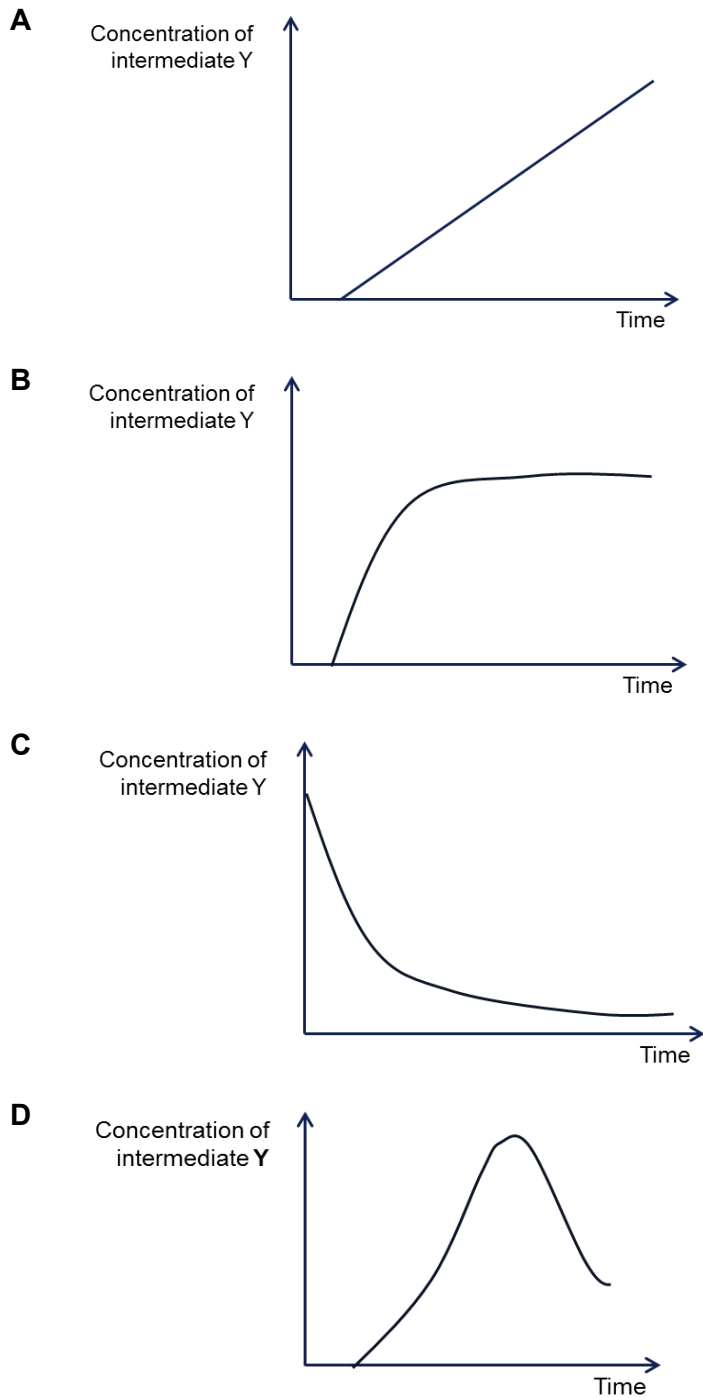 A
Concentration of
intermediate Y
Time
B
Concentration of
intermediate Y
Time
C
Concentration of
intermediate Y
Time
D
Concentration of
intermediate Y
Time